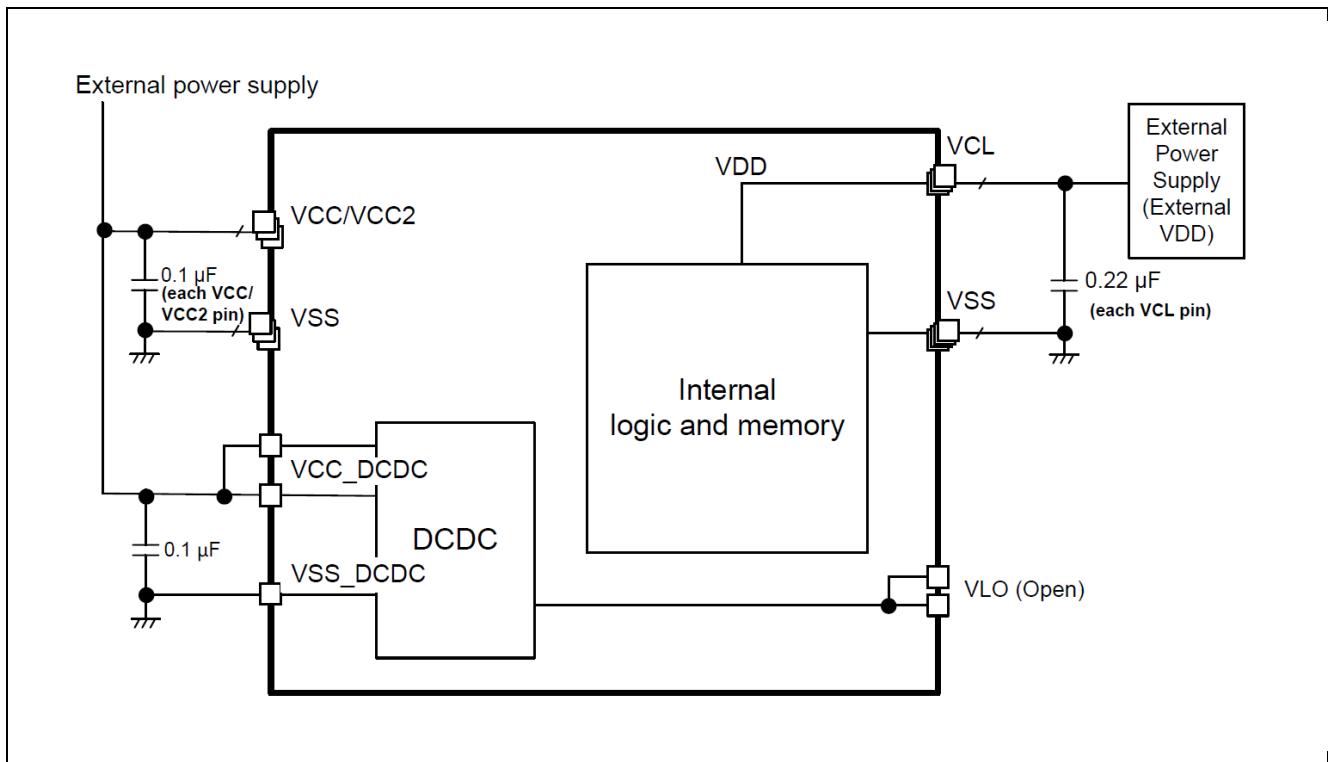 External power supply
VCC/VCC2
0.1 µF
(each VCC/
VCC2 pin)
VSS
VCC_DCDC
0.1 µF
VSS_DCDC
DCDC
VDD
Internal
logic and memory
VCL
VSS
0.22 µF
(each VCL pin)
External
Power
Supply
(External
VDD)
VLO (Open)